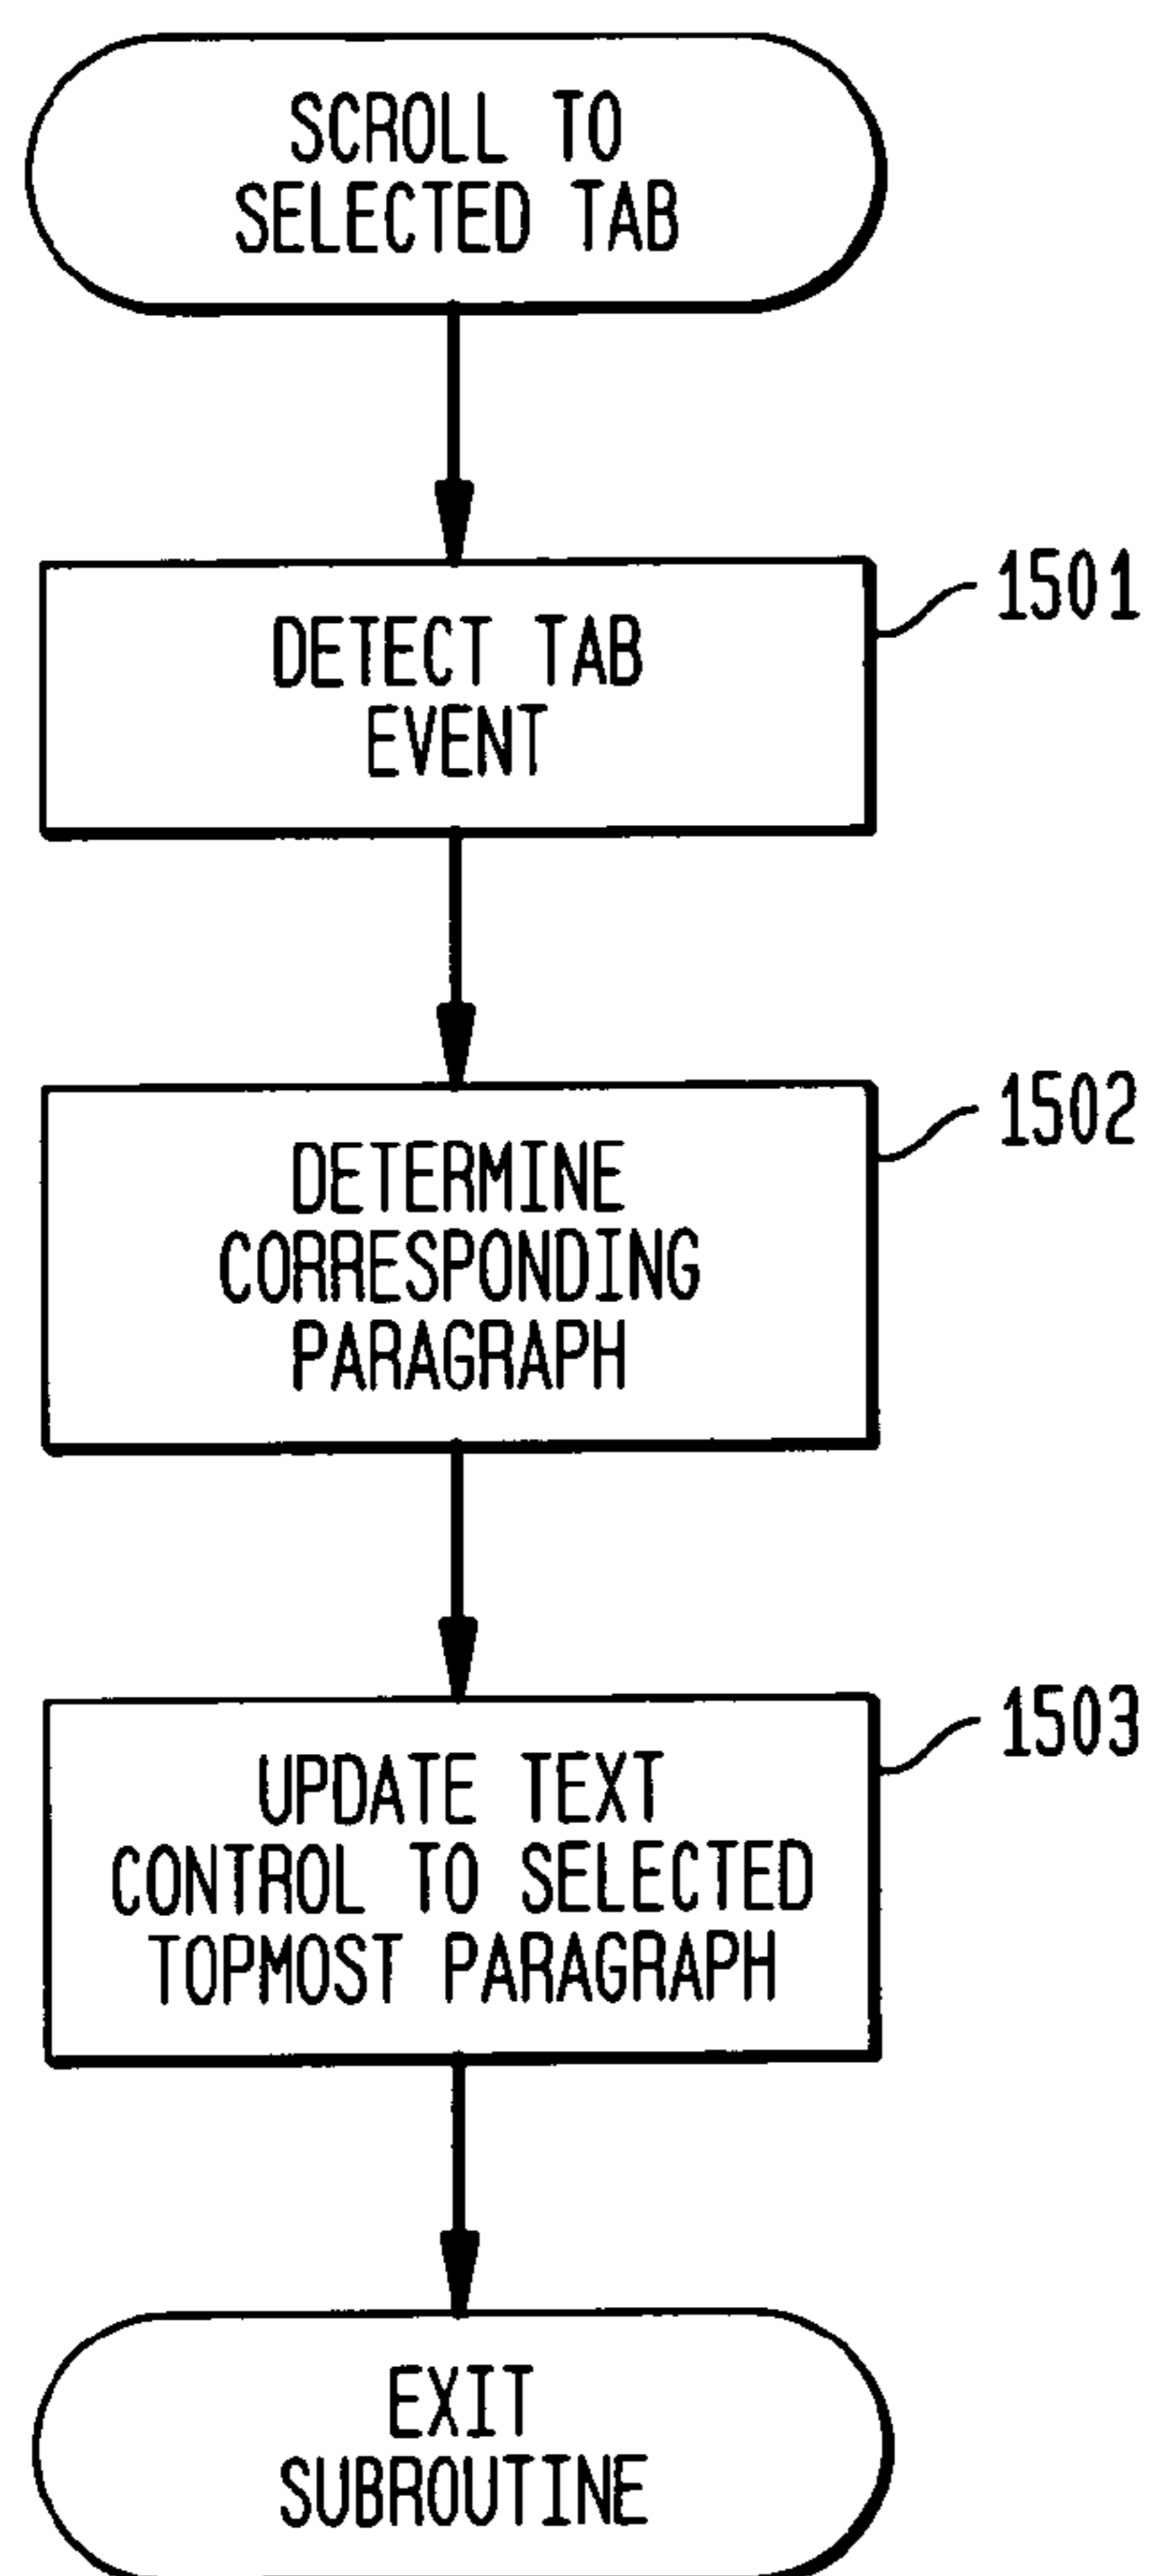 SCROLL TO
SELECTED TAB
DETECT TAB
EVENT
1501
DETERMINE
CORRESPONDING
PARAGRAPH
1502
UPDATE TEXT
CONTROL TO SELECTED
TOPMOST PARAGRAPH
1503
EXIT
SUBROUTINE